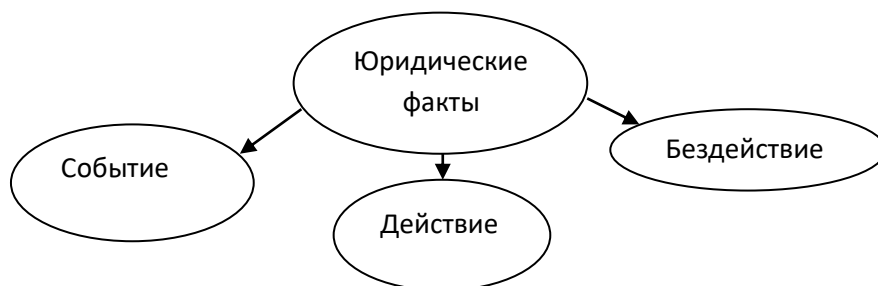 Юридические
факты
Событие
Действие
Бездействие